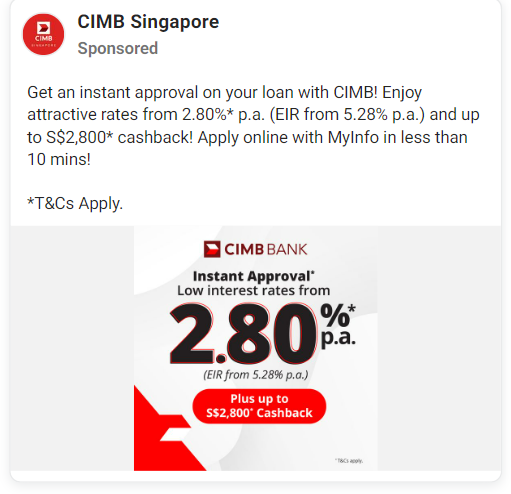 CIMB
SINGAPORE
CIMB Singapore
Sponsored
Get an instant approval on your loan with CIMB! Enjoy
attractive rates from 2.80%* p.a. (EIR from 5.28% p.a.) and up
to S$2,800* cashback! Apply online with MyInfo in less than
10 mins!
*T&Cs Apply.
CIMB BANK
Instant Approval*
Low interest rates from
2.80%*
p.a.
(EIR from 5.28% p.a.)
Plus up to
S$2,800* Cashback
*T&Cs apply.